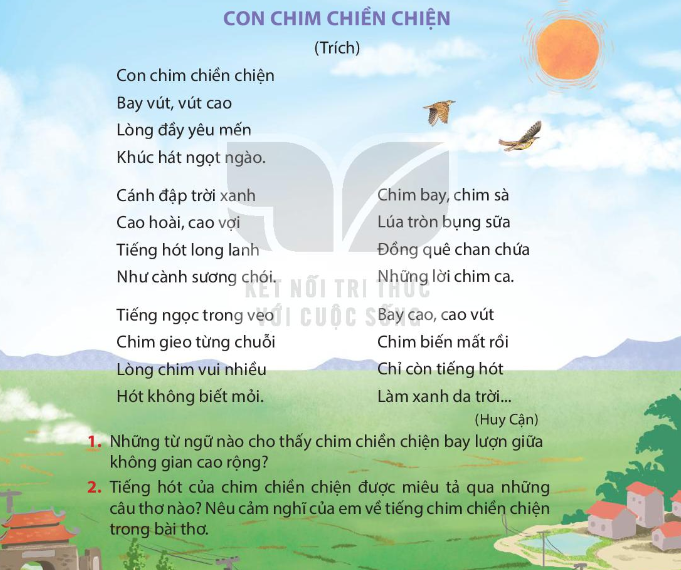 CON CHIM CHIỀN CHIỆN
(Trích)
Con chim chiền chiện
Bay vút, vút cao
Lòng đầy yêu mến
Khúc hát ngọt ngào.
Cánh đập trời xanh
Cao hoài, cao vợi
Tiếng hót long lanh
Như cành sương chói.
Tiếng ngọc trong veo
Chim gieo từng chuỗi
Lòng chim vui nhiều
Hót không biết mỏi.
Chim bay, chim sà
Lúa tròn bụng sữa
Đồng quê chan chứa
Những lời chim ca.
Bay cao, cao vút
Chim biến mất rồi
Chỉ còn tiếng hót
Làm xanh da trời...
(Huy Cận)
KẾT NỐI TRI THỨC
VỚI CUỘC SỐNG
1. Những từ ngữ nào cho thấy chim chiền chiện bay lượn giữa
không gian cao rộng?
2. Tiếng hót của chim chiền chiện được miêu tả qua những
câu thơ nào? Nêu cảm nghĩ của em về tiếng chim chiền chiện
trong bài thơ.